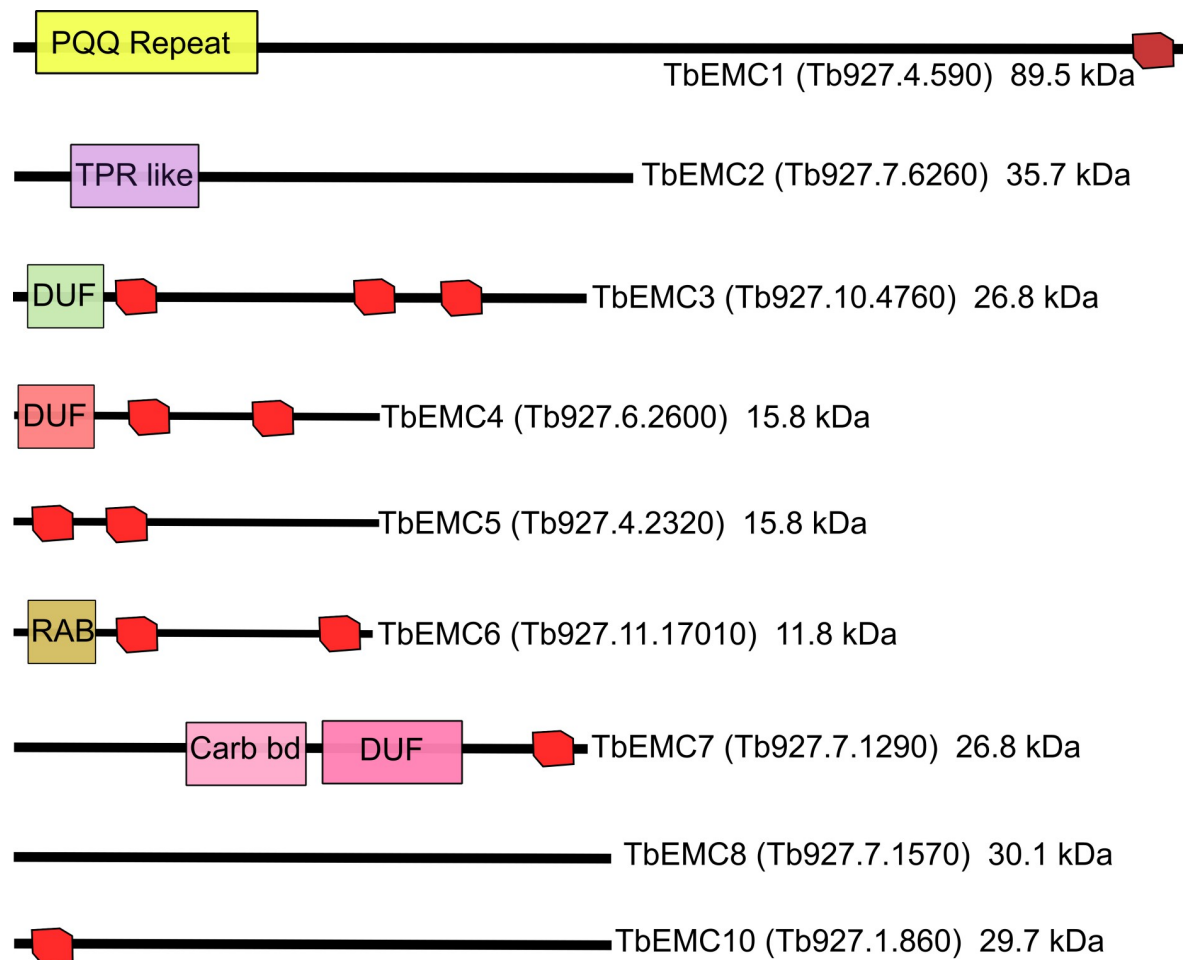 PQQ Repeat
TbEMC1 (Tb927.4.590) 89.5 kDa
TPR like TbEMC2 (Tb927.7.6260) 35.7 kDa
DUF TbEMC3 (Tb927.10.4760) 26.8 kDa
DUF TbEMC4 (Tb927.6.2600) 15.8 kDa
TbEMC5 (Tb927.4.2320) 15.8 kDa
RAB TbEMC6 (Tb927.11.17010) 11.8 kDa
Carb bd DUF TbEMC7 (Tb927.7.1290) 26.8 kDa
TbEMC8 (Tb927.7.1570) 30.1 kDa
TbEMC10 (Tb927.1.860) 29.7 kDa